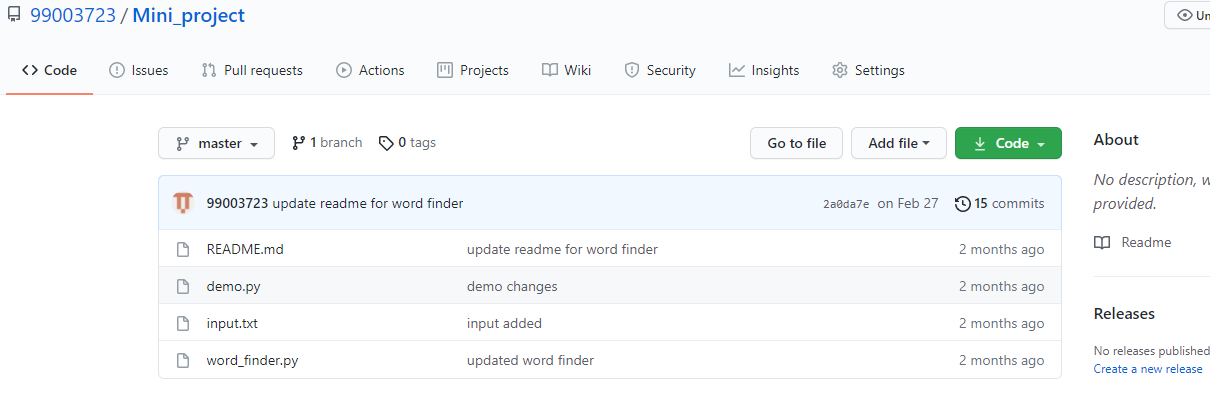 99003723 / Mini_project
Un
Code Issues Pull requests Actions Projects Wiki Security Insights Settings
master 1 branch 0 tags Go to file Add file Code
99003723 update readme for word finder 2a0da7e on Feb 27 15 commits
README.md update readme for word finder 2 months ago
demo.py demo changes 2 months ago
input.txt input added 2 months ago
word_finder.py updated word finder 2 months ago
About
No description, w
provided.
Readme
Releases
No releases published
Create a new release